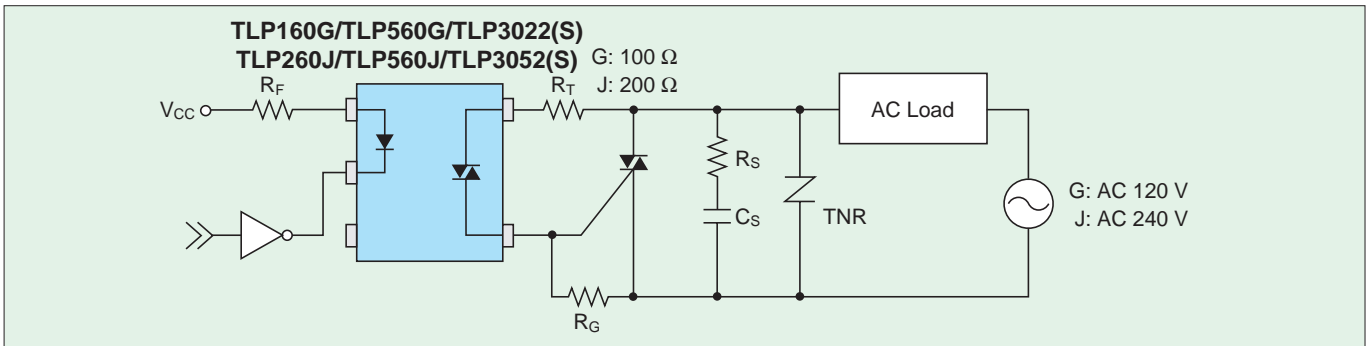 TLP160G/TLP560G/TLP3022(S)
TLP260J/TLP560J/TLP3052(S)
G: 100 Ω
J: 200 Ω
RF
RT
VCC
AC Load
RS
CS
TNR
G: AC 120 V
J: AC 240 V
RG